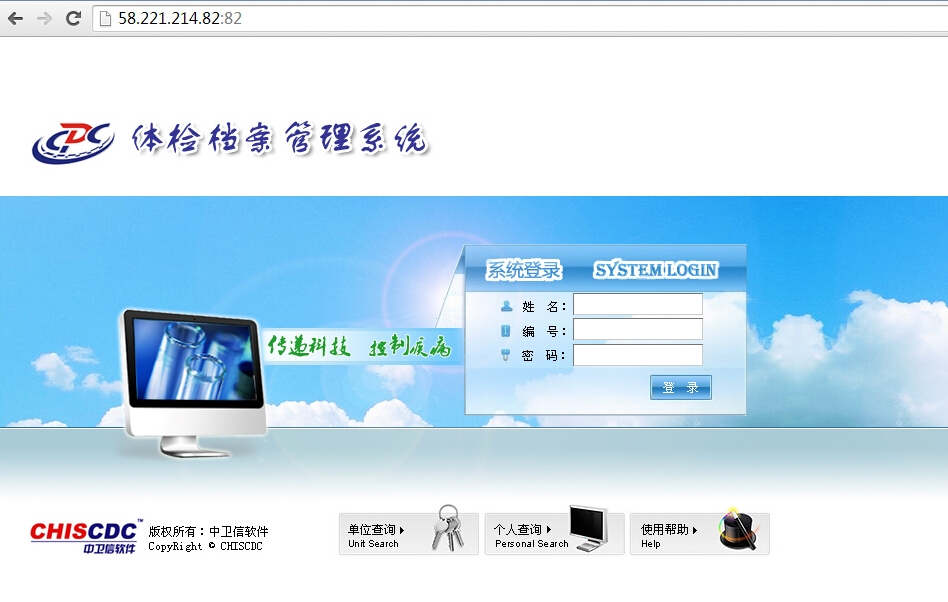 58.221.214.82:82
CDC 体检档案管理系统
系统登录 SYSTEM LOGIN
姓 名：
编 号：
密 码：
登 录
传递科技 控制疾病
CHISCDC™
中卫信软件
版权所有：中卫信软件
CopyRight © CHISCDC
单位查询
Unit Search
个人查询
Personal Search
使用帮助
Help